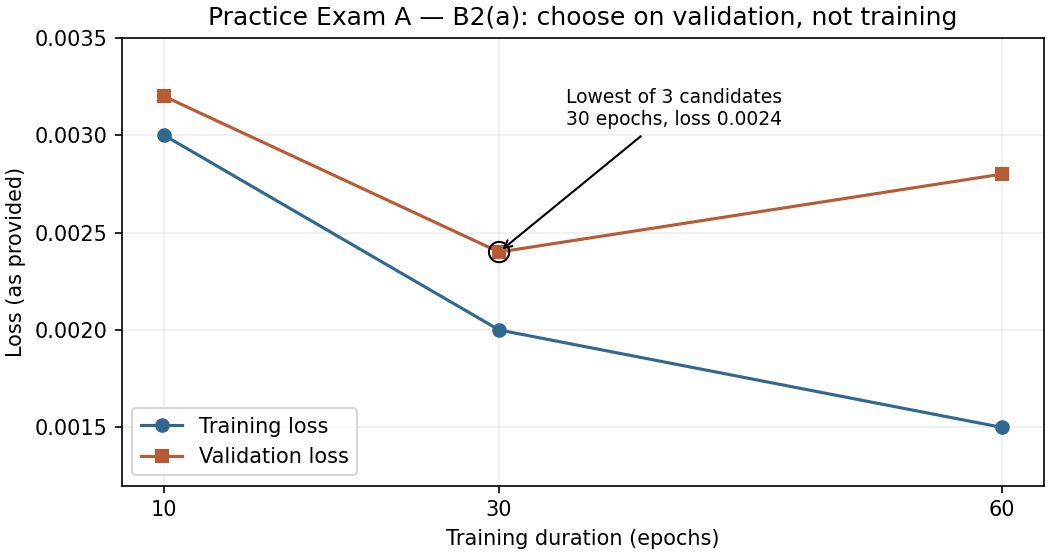 Practice Exam A — B2(a): choose on validation, not training
Lowest of 3 candidates
30 epochs, loss 0.0024
Loss (as provided)
0.0035
0.0030
0.0025
0.0020
0.0015
Training loss
Validation loss
10
30
60
Training duration (epochs)